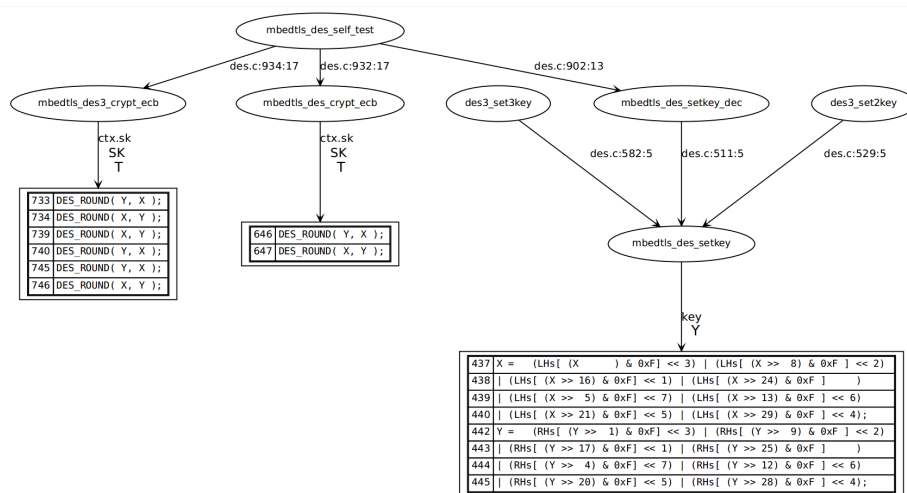 mbedtls_des_self_test
des.c:934:17
des.c:932:17
des.c:902:13
mbedtls_des3_crypt_ecb
mbedtls_des_crypt_ecb
des3_set3key
mbedtls_des_setkey_dec
des3_set2key
ctx.sk
SK
T
ctx.sk
SK
T
des.c:582:5
des.c:511:5
des.c:529:5
733 DES_ROUND( Y, X );
734 DES_ROUND( X, Y );
739 DES_ROUND( X, Y );
740 DES_ROUND( Y, X );
745 DES_ROUND( Y, X );
746 DES_ROUND( X, Y );
646 DES_ROUND( Y, X );
647 DES_ROUND( X, Y );
mbedtls_des_setkey
key
Y
437 X =   (LHs[ (X      ) & 0xF] << 3) | (LHs[ (X >>  8) & 0xF ] << 2)
438 | (LHs[ (X >> 16) & 0xF] << 1) | (LHs[ (X >> 24) & 0xF ]     )
439 | (LHs[ (X >>  5) & 0xF] << 7) | (LHs[ (X >> 13) & 0xF ] << 6)
440 | (LHs[ (X >> 21) & 0xF] << 5) | (LHs[ (X >> 29) & 0xF ] << 4);
442 Y =   (RHs[ (Y >>  1) & 0xF] << 3) | (RHs[ (Y >>  9) & 0xF ] << 2)
443 | (RHs[ (Y >> 17) & 0xF] << 1) | (RHs[ (Y >> 25) & 0xF ]     )
444 | (RHs[ (Y >>  4) & 0xF] << 7) | (RHs[ (Y >> 12) & 0xF ] << 6)
445 | (RHs[ (Y >> 20) & 0xF] << 5) | (RHs[ (Y >> 28) & 0xF ] << 4);